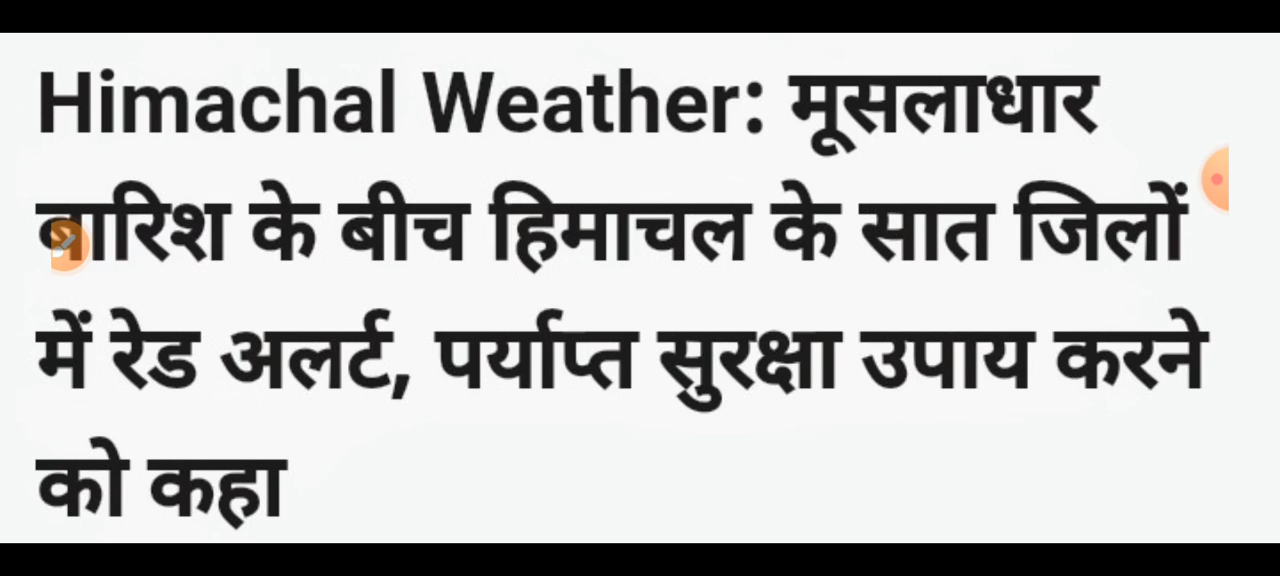 Himachal Weather: मूसलाधार
बारिश के बीच हिमाचल के सात जिलों
में रेड अलर्ट, पर्याप्त सुरक्षा उपाय करने
को कहा